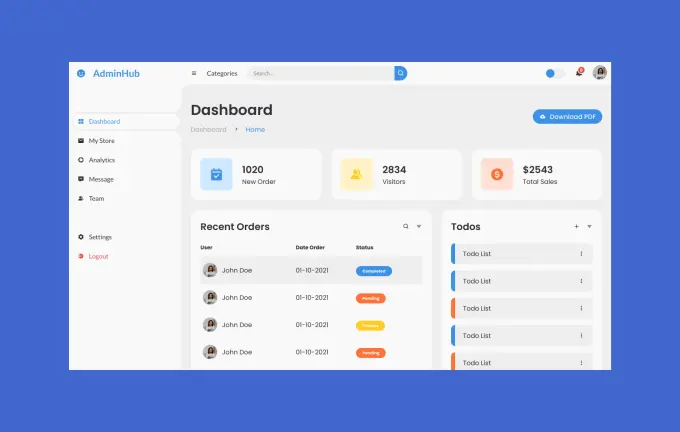 AdminHub
Categories
Search...
8
Dashboard
My Store
Analytics
Message
Team
Settings
Logout
Dashboard
Dashboard > Home
Download PDF
1020
New Order
2834
Visitors
$2543
Total Sales
Recent Orders
User Date Order Status
John Doe 01-10-2021 Completed
John Doe 01-10-2021 Pending
John Doe 01-10-2021 Process
John Doe 01-10-2021 Pending
Todos
Todo List
Todo List
Todo List
Todo List
Todo List